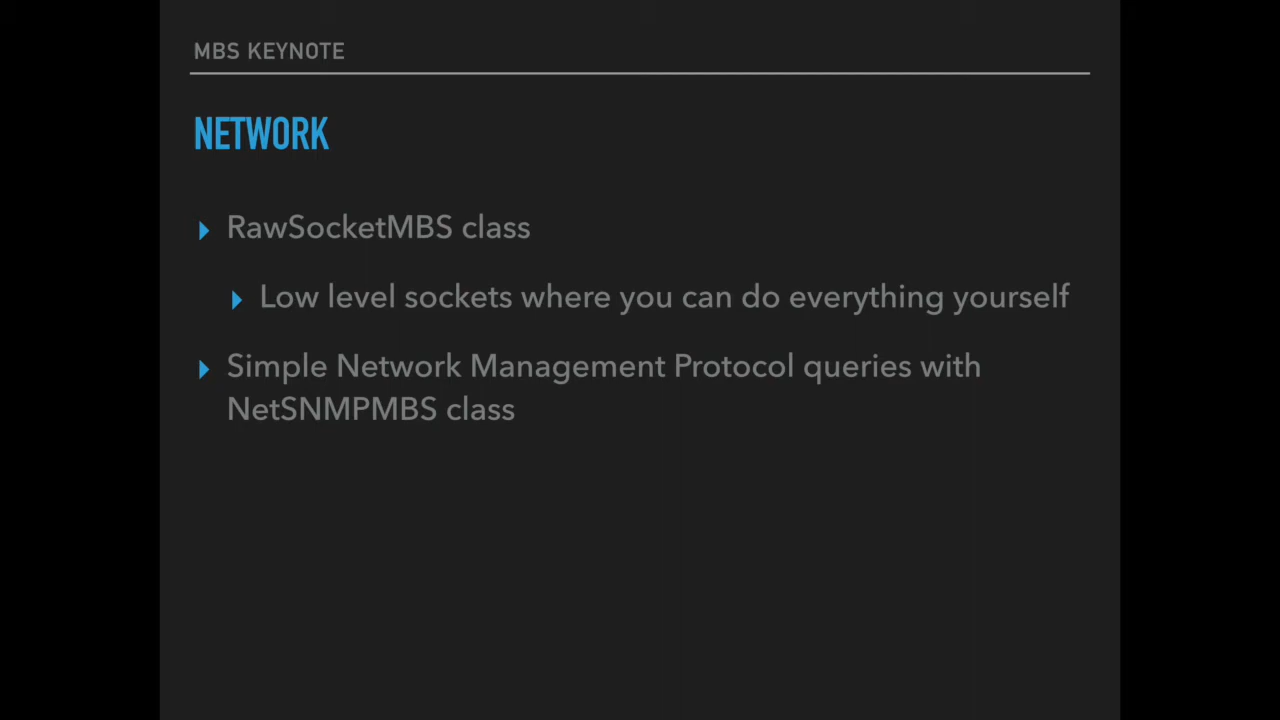 MBS KEYNOTE
NETWORK
RawSocketMBS class
Low level sockets where you can do everything yourself
Simple Network Management Protocol queries with
NetSNMPMBS class